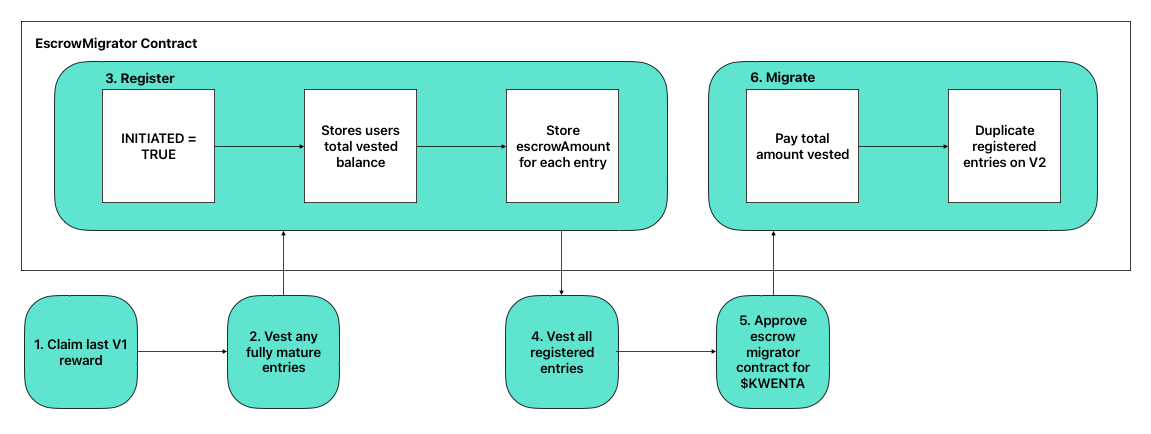 EscrowMigrator Contract
3. Register
INITIATED =
TRUE
Stores users
total vested
balance
Store
escrowAmount
for each entry
6. Migrate
Pay total
amount vested
Duplicate
registered
entries on V2
1. Claim last V1
reward
2. Vest any
fully mature
entries
4. Vest all
registered
entries
5. Approve
escrow
migrator
contract for
$KWENTA